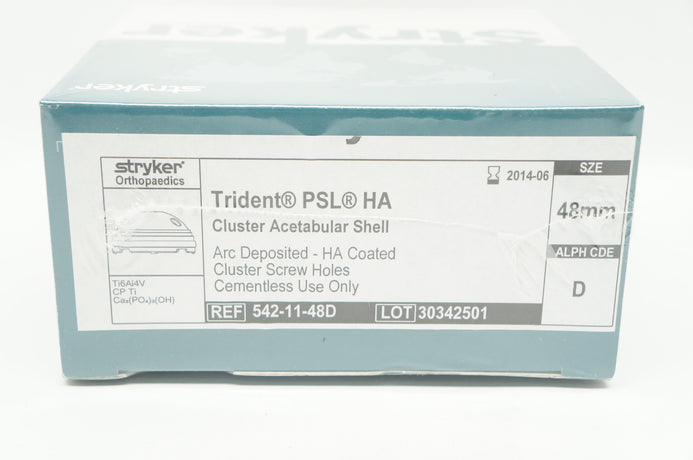 stryker
stryker
stryker®
Orthopaedics
Ti6Al4V
CP Ti
Ca₅(PO₄)₃(OH)
Trident® PSL® HA
Cluster Acetabular Shell
Arc Deposited - HA Coated
Cluster Screw Holes
Cementless Use Only
REF 542-11-48D LOT 30342501
2014-06
SZE
48mm
ALPH CDE
D